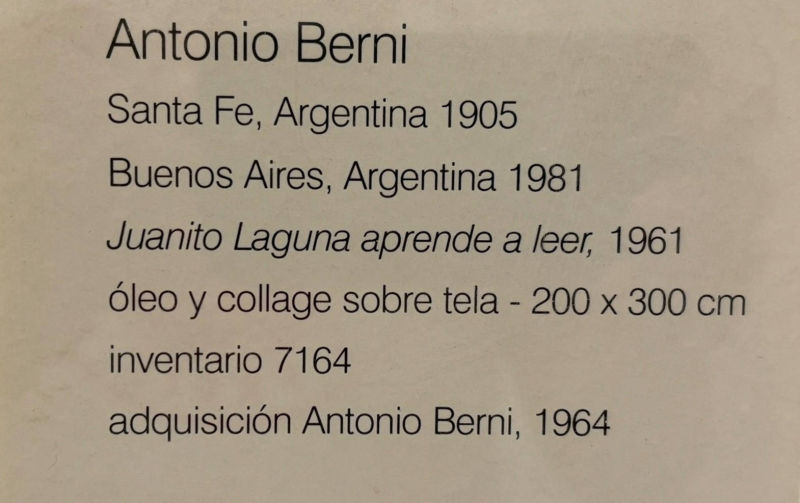 Antonio Berni
Santa Fe, Argentina 1905
Buenos Aires, Argentina 1981
Juanito Laguna aprende a leer, 1961
óleo y collage sobre tela - 200 x 300 cm
inventario 7164
adquisición Antonio Berni, 1964